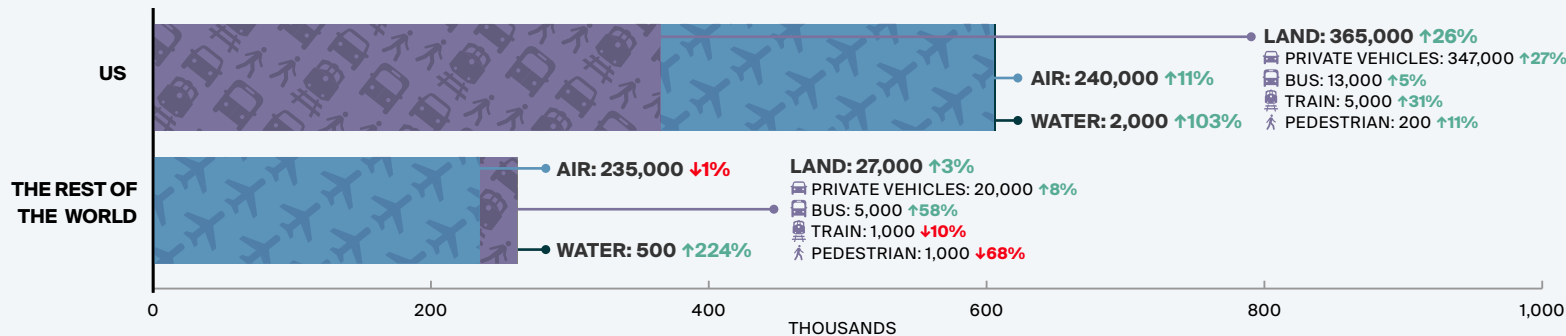 US
LAND: 365,000 ↑26%
PRIVATE VEHICLES: 347,000 ↑27%
BUS: 13,000 ↑5%
TRAIN: 5,000 ↑31%
PEDESTRIAN: 200 ↑11%
AIR: 240,000 ↑11%
WATER: 2,000 ↑103%
THE REST OF
THE WORLD
AIR: 235,000 ↓1%
WATER: 500 ↑224%
LAND: 27,000 ↑3%
PRIVATE VEHICLES: 20,000 ↑8%
BUS: 5,000 ↑58%
TRAIN: 1,000 ↓10%
PEDESTRIAN: 1,000 ↓68%
0 200 400 600 800 1,000
THOUSANDS